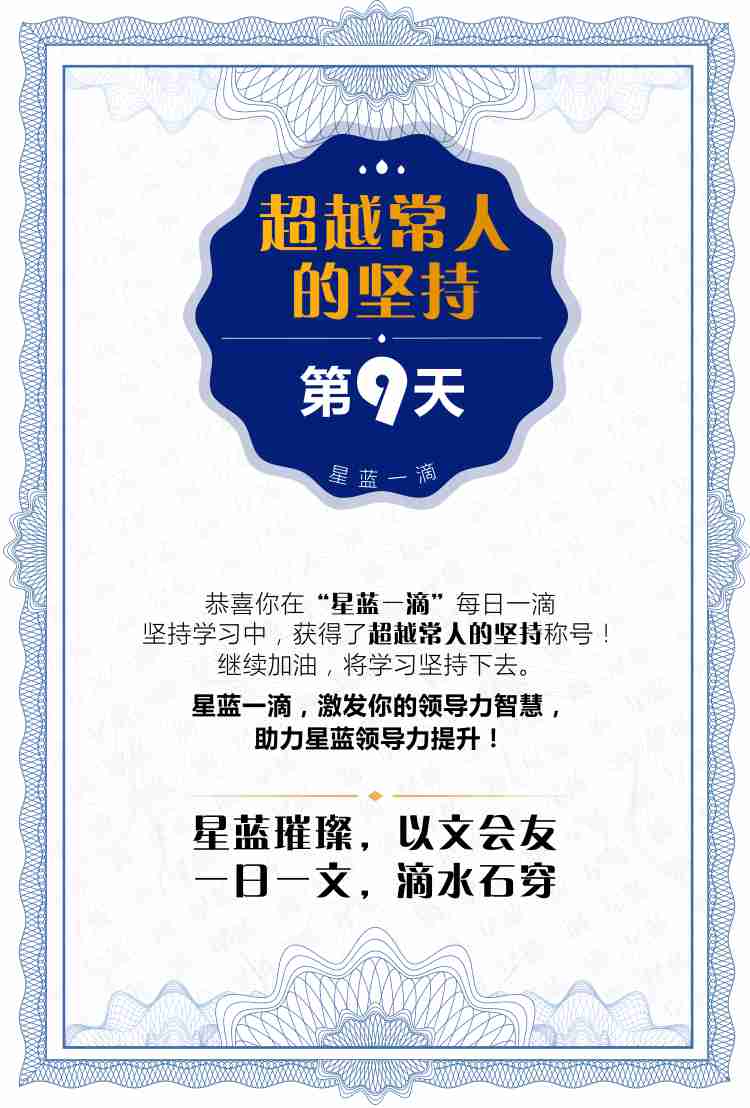 超越常人
的坚持
第9天
星蓝一滴
恭喜你在“星蓝一滴”每日一滴
坚持学习中，获得了超越常人的坚持称号！
继续加油，将学习坚持下去。
星蓝一滴，激发你的领导力智慧，
助力星蓝领导力提升！
星蓝璀璨，以文会友
一日一文，滴水石穿